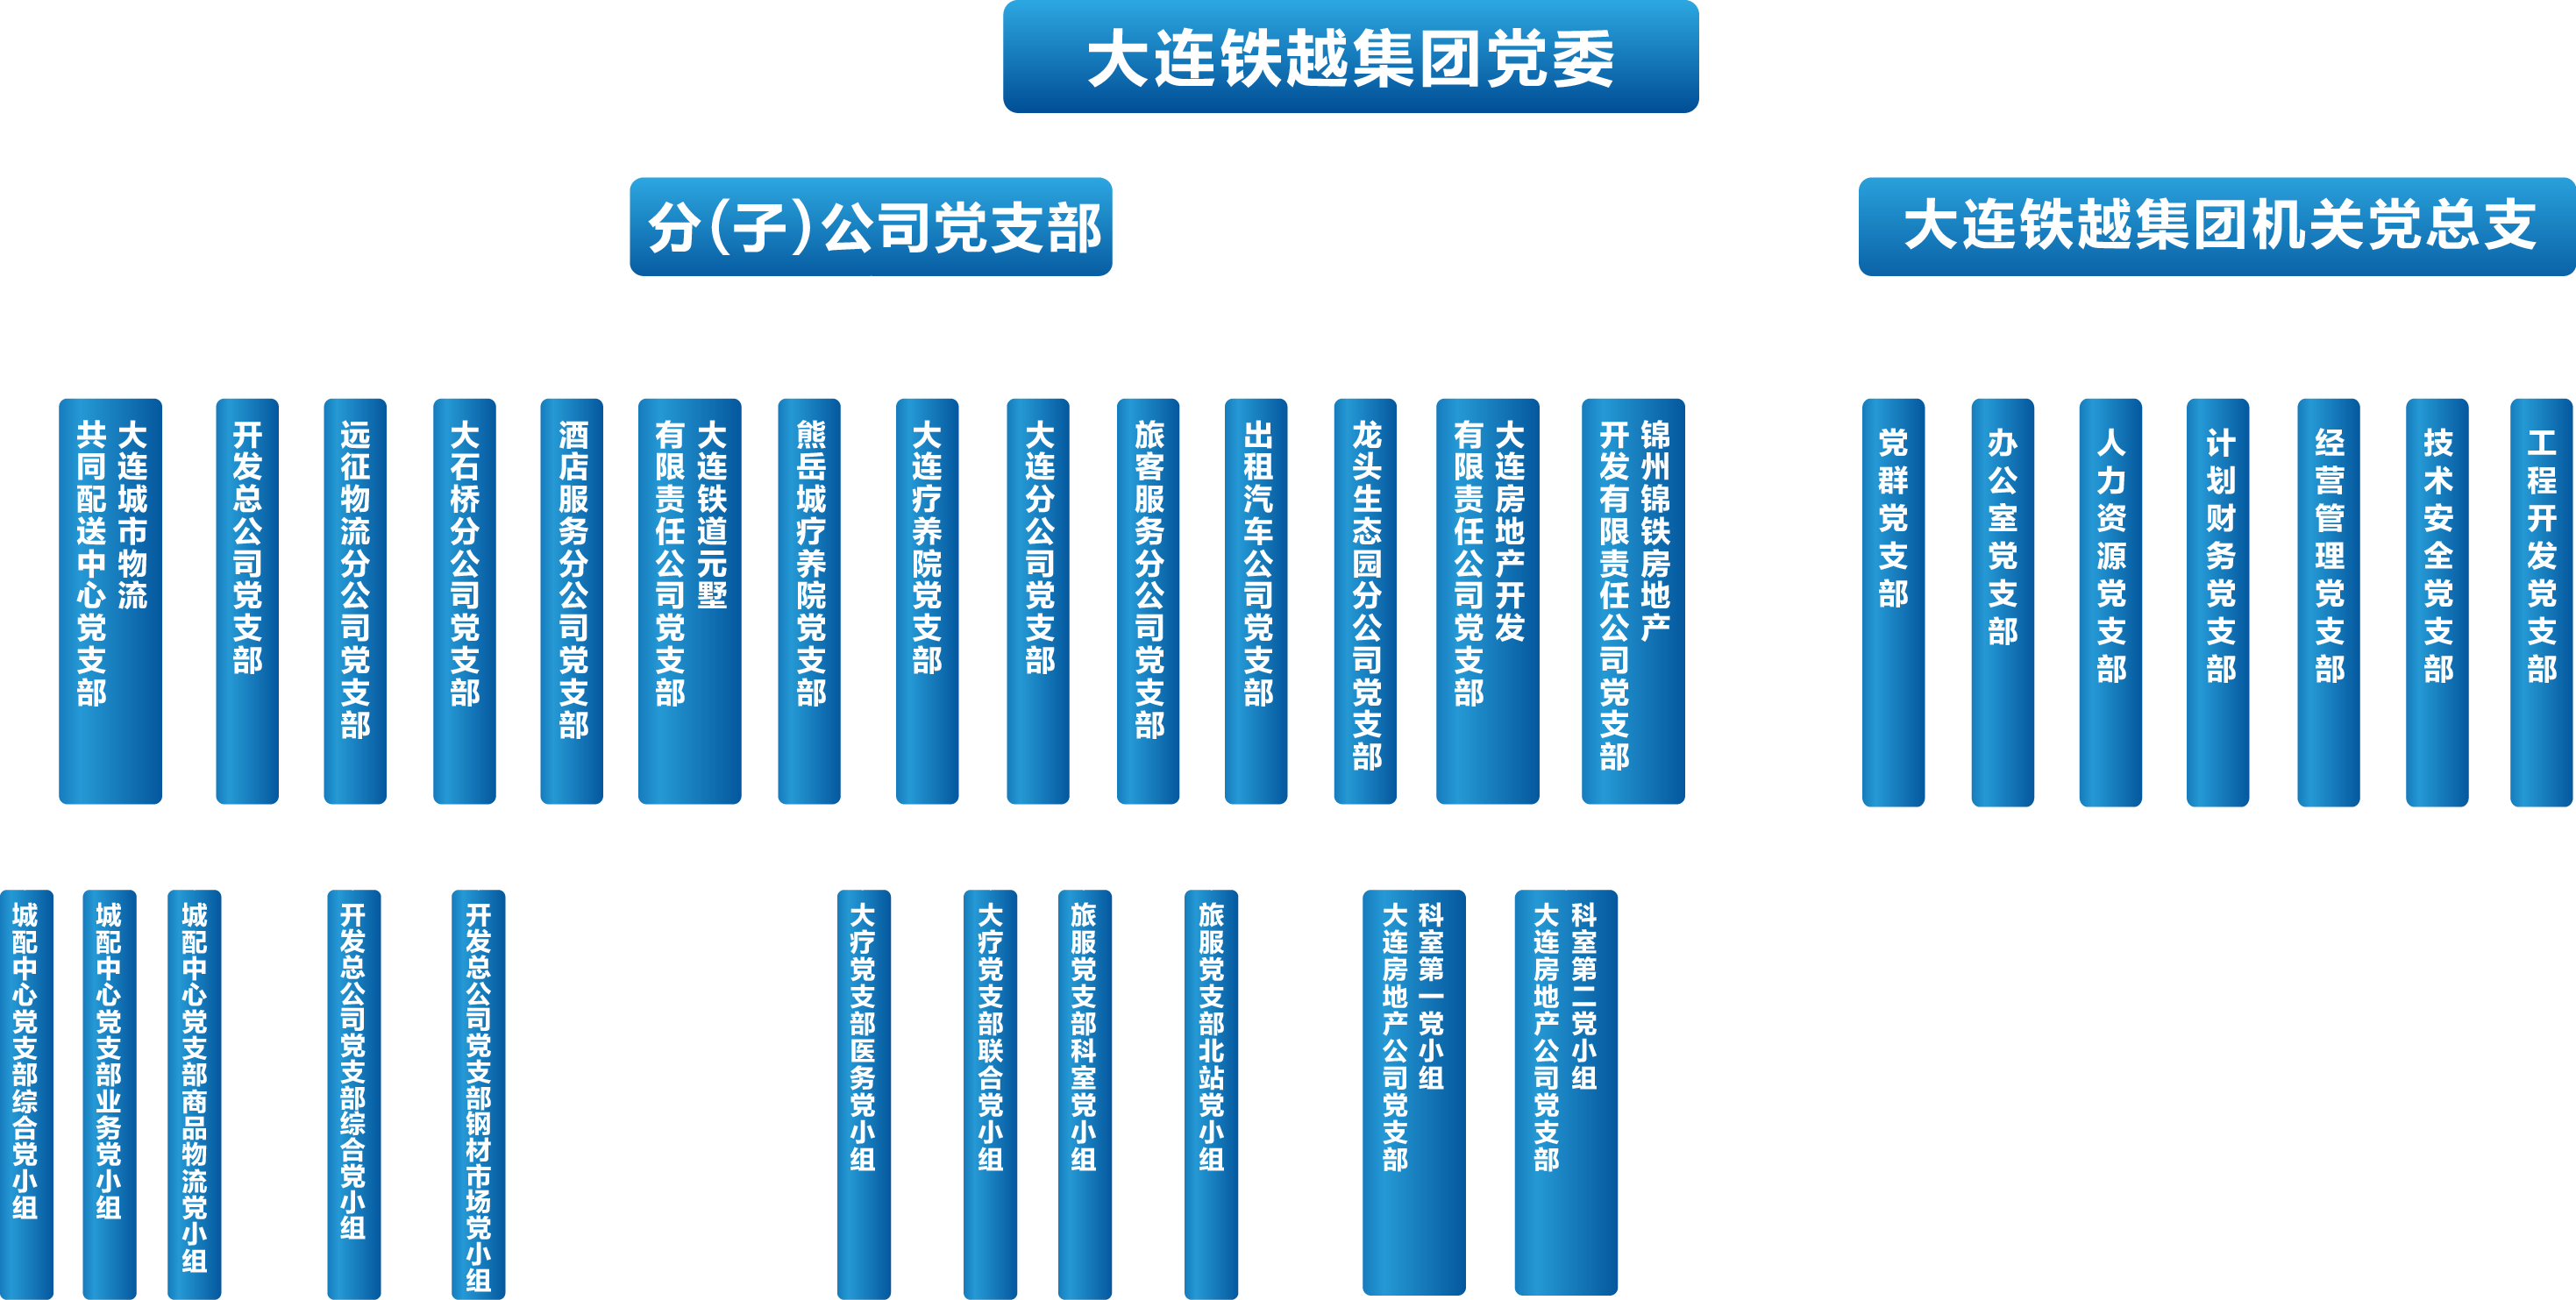 大连铁越集团党委
分(子)公司党支部
大连铁越集团机关党总支
大连城市物流
共同配送中心党支部
开发总公司党支部
远征物流分公司党支部
大石桥分公司党支部
酒店服务分公司党支部
大连铁道元墅
有限责任公司党支部
熊岳城疗养院党支部
大连疗养院党支部
大连分公司党支部
旅客服务分公司党支部
出租汽车公司党支部
龙头生态园分公司党支部
大连房地产开发
有限责任公司党支部
锦州锦铁房地产
开发有限责任公司党支部
党群党支部
办公室党支部
人力资源党支部
计划财务党支部
经营管理党支部
技术安全党支部
工程开发党支部
城配中心党支部综合党小组
城配中心党支部业务党小组
城配中心党支部商品物流党小组
开发总公司党支部综合党小组
开发总公司党支部钢材市场党小组
大疗党支部医务党小组
大疗党支部联合党小组
旅服党支部科室党小组
旅服党支部北站党小组
科室第一党小组
大连房地产公司党支部
科室第二党小组
大连房地产公司党支部